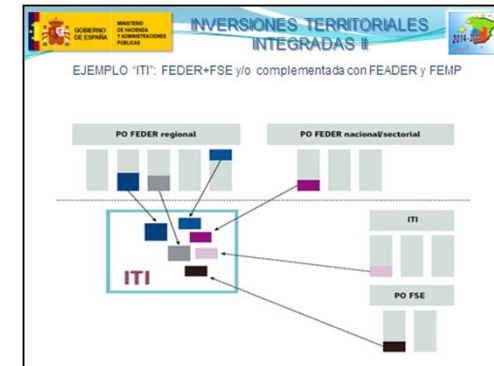 GOBIERNO
DE ESPAÑA
MINISTERIO
DE HACIENDA
Y ADMINISTRACIONES
PÚBLICAS
INVERSIONES TERRITORIALES
INTEGRADAS II
2014-2020
EJEMPLO "ITI": FEDER+FSE y/o complementada con FEADER y FEMP
PO FEDER regional
PO FEDER nacional/sectorial
ITI
ITI
PO FSE